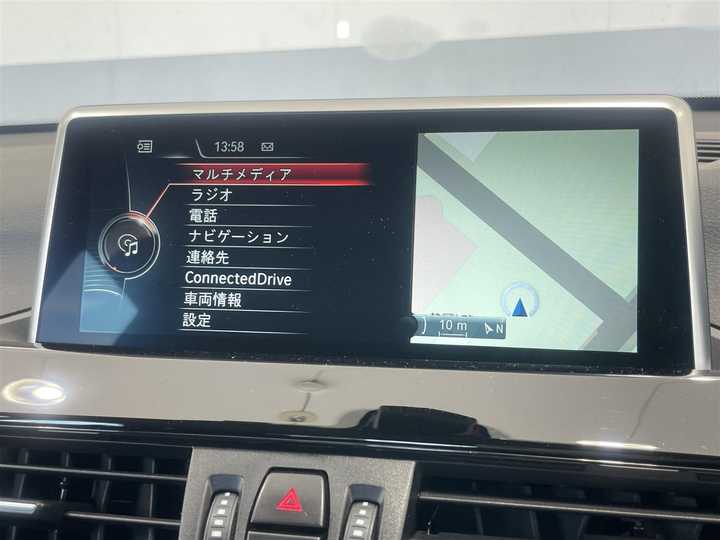 13:58
マルチメディア
ラジオ
電話
ナビゲーション
連絡先
ConnectedDrive
車両情報
設定
10 m
N